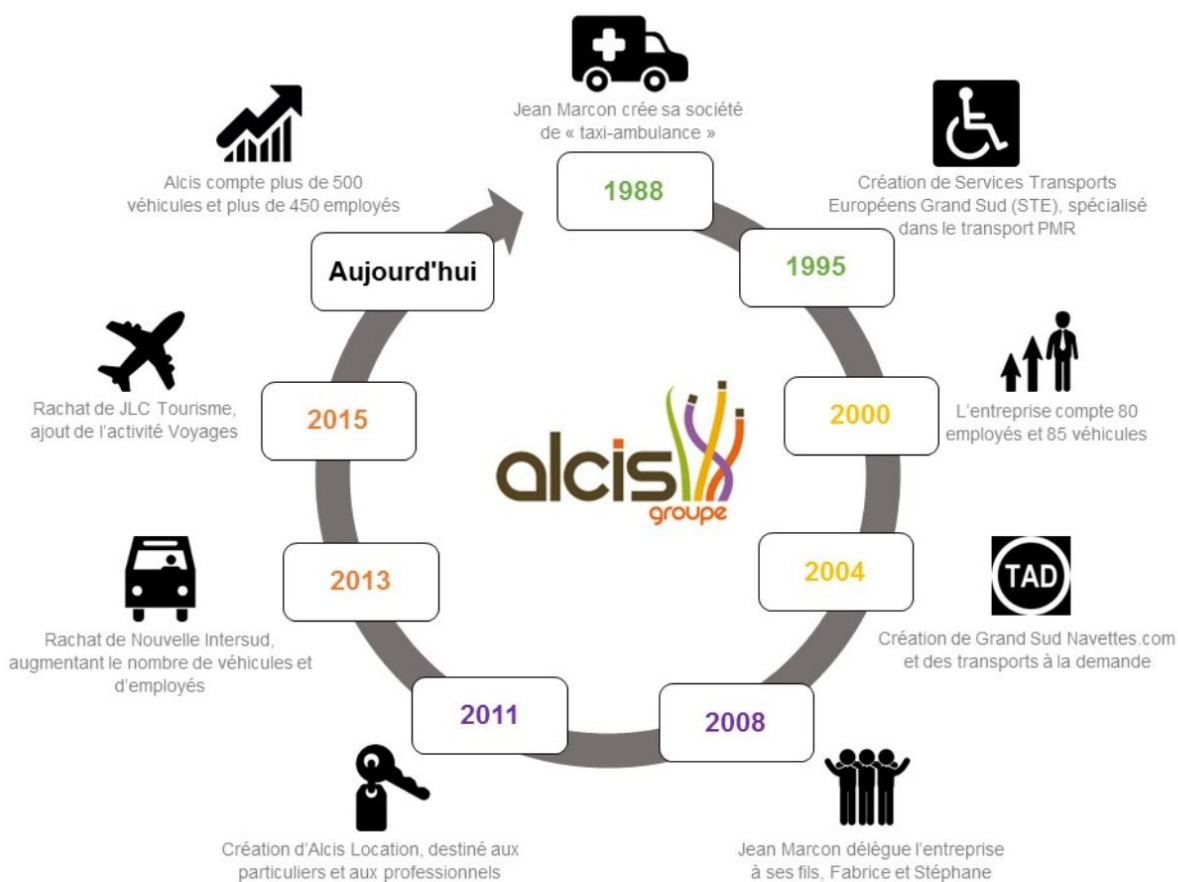 Jean Marcon crée sa société
de « taxi-ambulance »
1988
Création de Services Transports
Européens Grand Sud (STE), spécialisé
dans le transport PMR
1995
L'entreprise compte 80
employés et 85 véhicules
2000
TAD
Création de Grand Sud Navettes.com
et des transports à la demande
2004
Jean Marcon délègue l'entreprise
à ses fils, Fabrice et Stéphane
2008
Création d'Alcis Location, destiné aux
particuliers et aux professionnels
2011
Rachat de Nouvelle Intersud,
augmentant le nombre de véhicules et
d'employés
2013
Rachat de JLC Tourisme,
ajout de l'activité Voyages
2015
Alcis compte plus de 500
véhicules et plus de 450 employés
Aujourd'hui
alcis
groupe